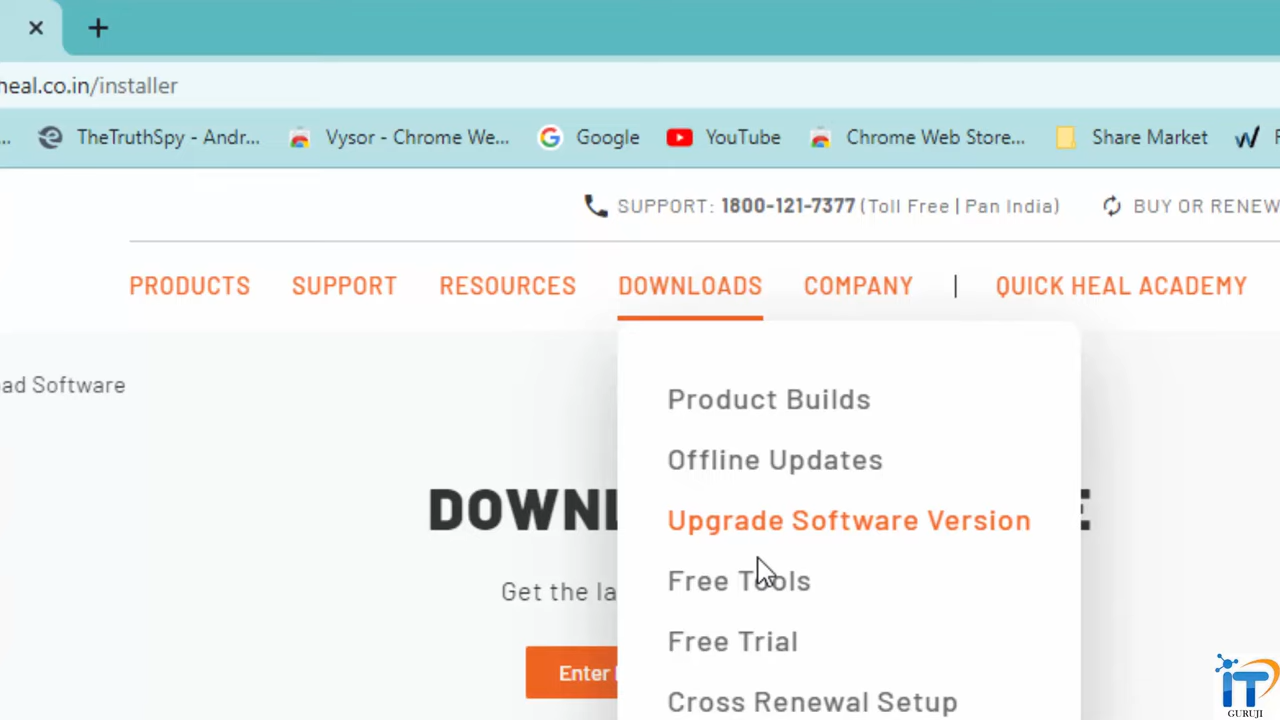 heal.co.in/installer
... TheTruthSpy - Andr... Vysor - Chrome We... Google YouTube Chrome Web Store... Share Market
SUPPORT: 1800-121-7377 (Toll Free | Pan India) BUY OR RENEW
PRODUCTS SUPPORT RESOURCES DOWNLOADS COMPANY | QUICK HEAL ACADEMY
ad Software
Product Builds
Offline Updates
DOWNL
Upgrade Software Version
E
Get the la
Free Tools
Free Trial
Enter
Cross Renewal Setup
iT
GURUJI